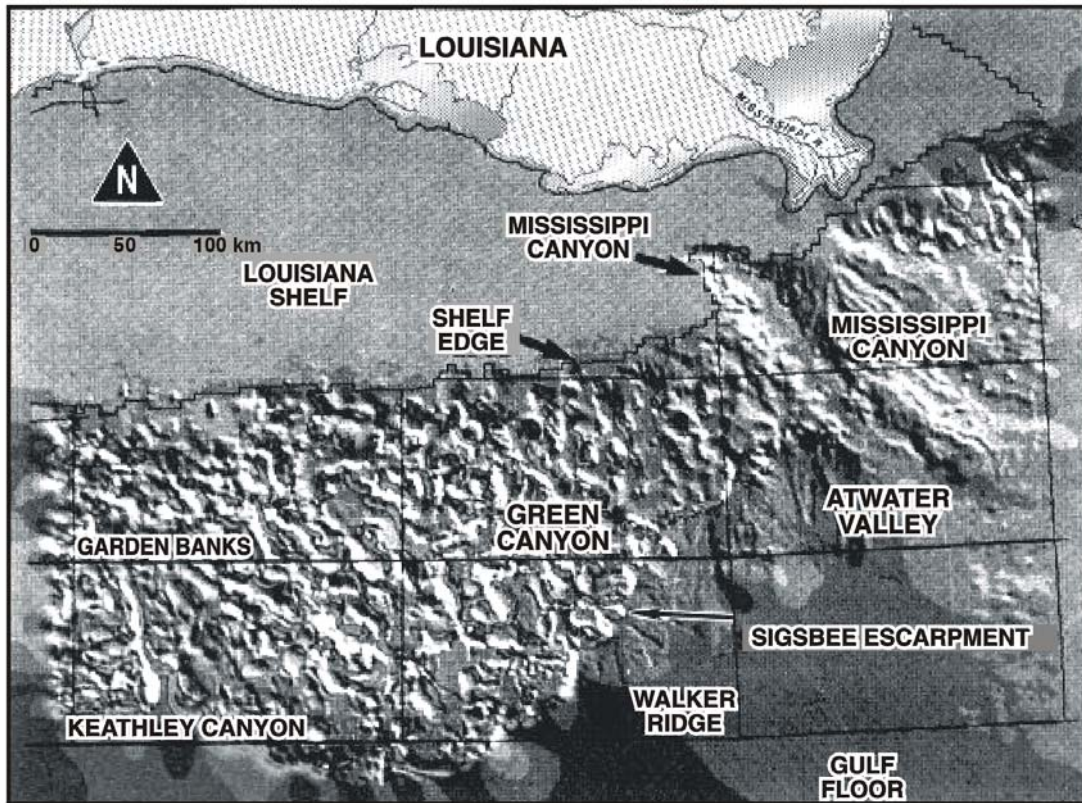 LOUISIANA
MISSISSIPPI R.
N
0 50 100 km
MISSISSIPPI
CANYON
LOUISIANA
SHELF
SHELF
EDGE
MISSISSIPPI
CANYON
GREEN
CANYON
ATWATER
VALLEY
GARDEN BANKS
SIGSBEE ESCARPMENT
WALKER
RIDGE
KEATHLEY CANYON
GULF
FLOOR